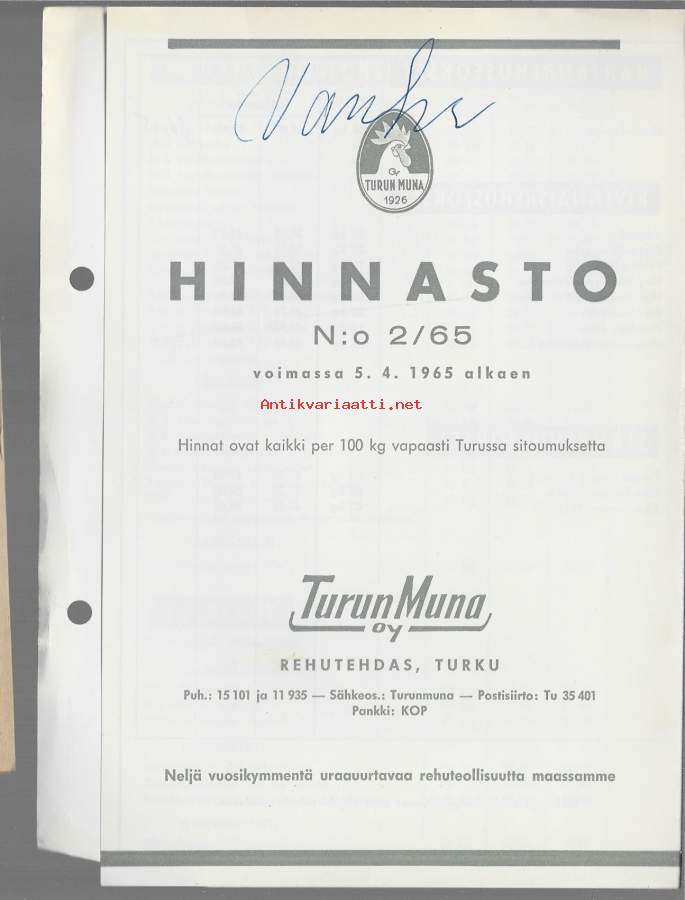 Vanha
Oy
TURUN MUNA
1926
HINNASTO
N:o 2/65
voimassa 5. 4. 1965 alkaen
Antikvariaatti.net
Hinnat ovat kaikki per 100 kg vapaasti Turussa sitoumuksetta
Turun Muna
oy
REHUTEHDAS, TURKU
Puh.: 15 101 ja 11 935 — Sähkeos.: Turunmuna — Postisiirto: Tu 35 401
Pankki: KOP
Neljä vuosikymmentä uraauurtavaa rehuteollisuutta maassamme